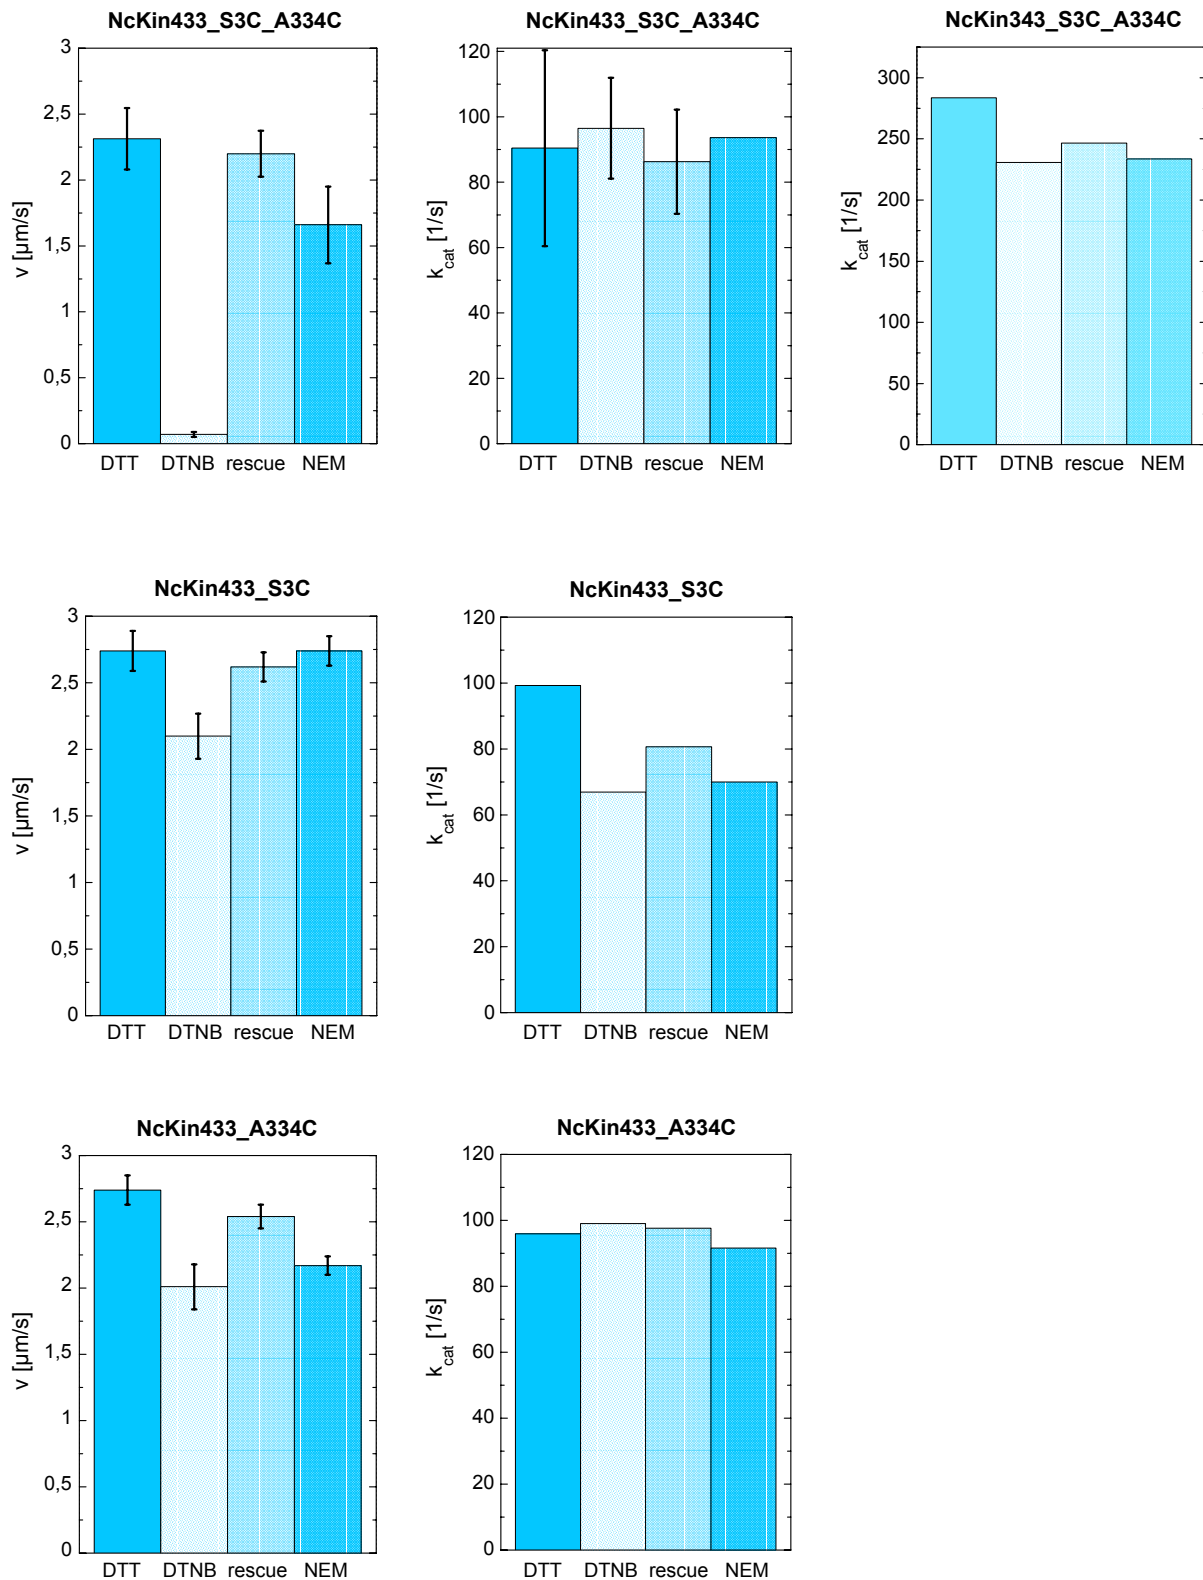 NcKin433_S3C_A334C
3
2,5
2
1,5
1
0,5
0
v [µm/s]
DTT DTNB rescue NEM
NcKin433_S3C_A334C
120
100
80
60
40
20
0
k_cat [1/s]
DTT DTNB rescue NEM
NcKin343_S3C_A334C
300
250
200
150
100
50
0
k_cat [1/s]
DTT DTNB rescue NEM
NcKin433_S3C
3
2,5
2
1,5
1
0,5
0
v [µm/s]
DTT DTNB rescue NEM
NcKin433_S3C
120
100
80
60
40
20
0
k_cat [1/s]
DTT DTNB rescue NEM
NcKin433_A334C
3
2,5
2
1,5
1
0,5
0
v [µm/s]
DTT DTNB rescue NEM
NcKin433_A334C
120
100
80
60
40
20
0
k_cat [1/s]
DTT DTNB rescue NEM